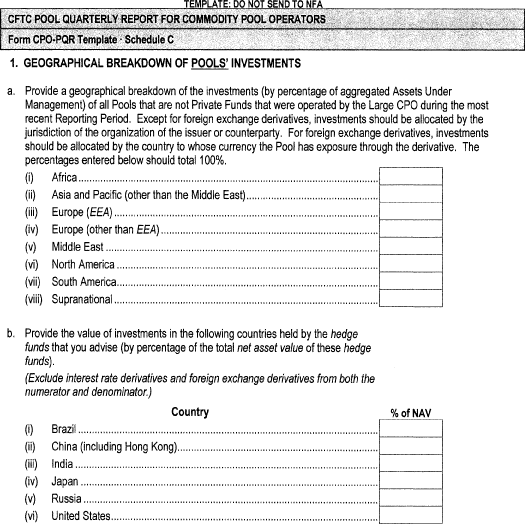 TEMPLATE: DO NOT SEND TO NFA
CFTC POOL QUARTERLY REPORT FOR COMMODITY POOL OPERATORS
Form CPO-PQR Template · Schedule C
1. GEOGRAPHICAL BREAKDOWN OF POOLS' INVESTMENTS
a. Provide a geographical breakdown of the investments (by percentage of aggregated Assets Under
Management) of all Pools that are not Private Funds that were operated by the Large CPO during the most
recent Reporting Period. Except for foreign exchange derivatives, investments should be allocated by the
jurisdiction of the organization of the issuer or counterparty. For foreign exchange derivatives, investments
should be allocated by the country to whose currency the Pool has exposure through the derivative. The
percentages entered below should total 100%.
(i) Africa
(ii) Asia and Pacific (other than the Middle East)
(iii) Europe (EEA)
(iv) Europe (other than EEA)
(v) Middle East
(vi) North America
(vii) South America
(viii) Supranational
b. Provide the value of investments in the following countries held by the hedge
funds that you advise (by percentage of the total net asset value of these hedge
funds).
(Exclude interest rate derivatives and foreign exchange derivatives from both the
numerator and denominator.)
Country % of NAV
(i) Brazil
(ii) China (including Hong Kong)
(iii) India
(iv) Japan
(v) Russia
(vi) United States